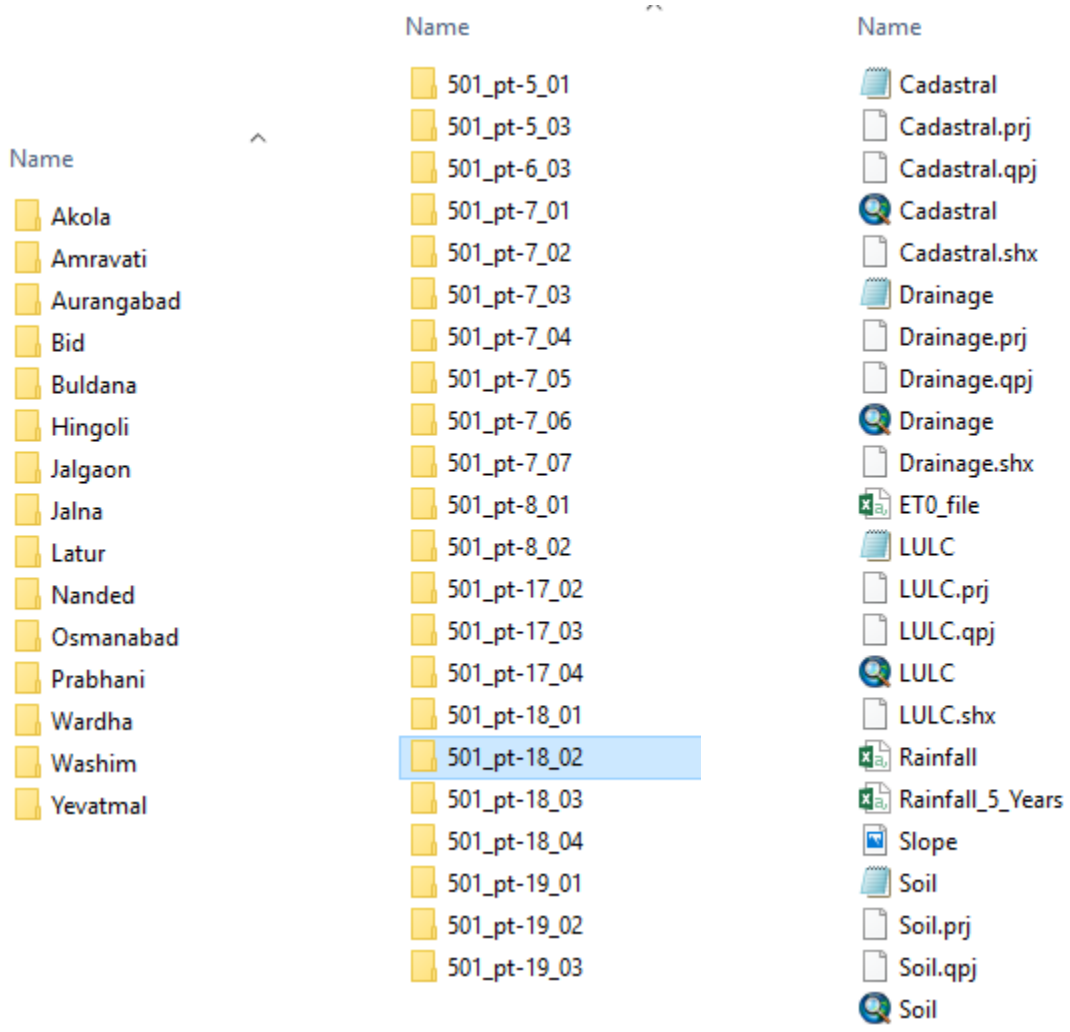 Name
Akola
Amravati
Aurangabad
Bid
Buldana
Hingoli
Jalgaon
Jalna
Latur
Nanded
Osmanabad
Prabhani
Wardha
Washim
Yevatmal
Name
501_pt-5_01
501_pt-5_03
501_pt-6_03
501_pt-7_01
501_pt-7_02
501_pt-7_03
501_pt-7_04
501_pt-7_05
501_pt-7_06
501_pt-7_07
501_pt-8_01
501_pt-8_02
501_pt-17_02
501_pt-17_03
501_pt-17_04
501_pt-18_01
501_pt-18_02
501_pt-18_03
501_pt-18_04
501_pt-19_01
501_pt-19_02
501_pt-19_03
Name
Cadastral
Cadastral.prj
Cadastral.qpj
Cadastral
Cadastral.shx
Drainage
Drainage.prj
Drainage.qpj
Drainage
Drainage.shx
ET0_file
LULC
LULC.prj
LULC.qpj
LULC
LULC.shx
Rainfall
Rainfall_5_Years
Slope
Soil
Soil.prj
Soil.qpj
Soil